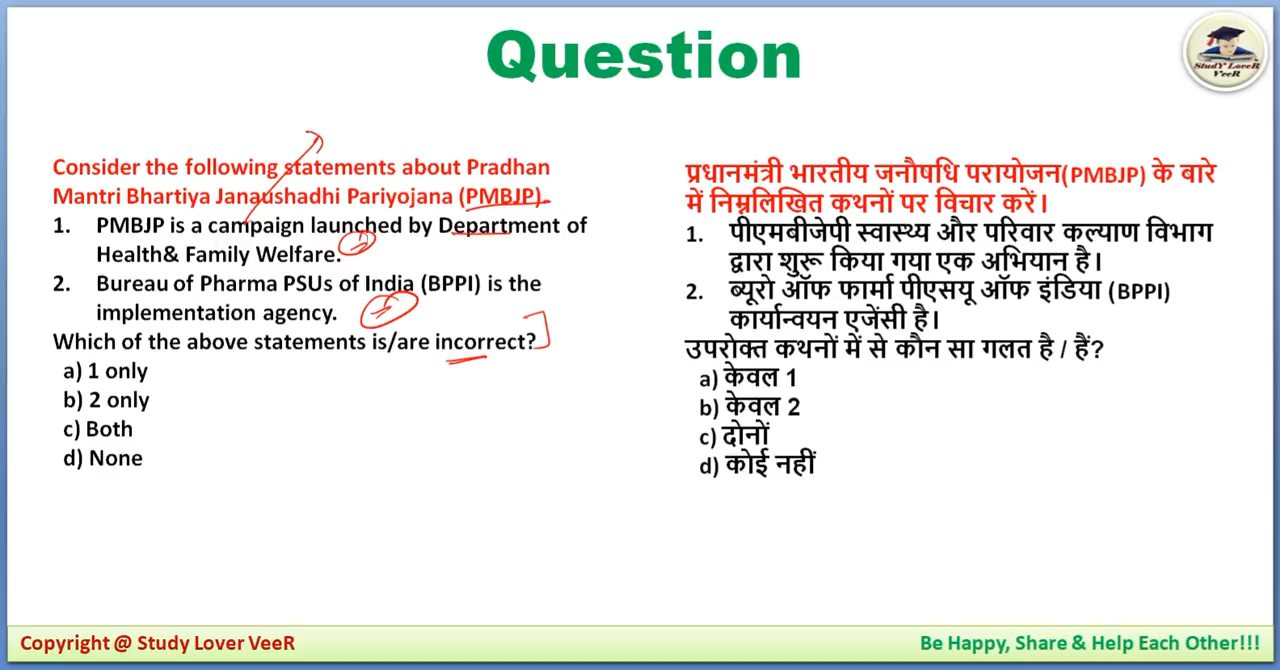 Question
StudY LoveR
VeeR
Consider the following statements about Pradhan
Mantri Bhartiya Janaushadhi Pariyojana (PMBJP).
1. PMBJP is a campaign launched by Department of
Health& Family Welfare.
2. Bureau of Pharma PSUs of India (BPPI) is the
implementation agency.
Which of the above statements is/are incorrect?
a) 1 only
b) 2 only
c) Both
d) None
प्रधानमंत्री भारतीय जनौषधि परायोजन(PMBJP) के बारे
में निम्नलिखित कथनों पर विचार करें।
1. पीएमबीजेपी स्वास्थ्य और परिवार कल्याण विभाग
द्वारा शुरू किया गया एक अभियान है।
2. ब्यूरो ऑफ फार्मा पीएसयू ऑफ इंडिया (BPPI)
कार्यान्वयन एजेंसी है।
उपरोक्त कथनों में से कौन सा गलत है / हैं?
a) केवल 1
b) केवल 2
c) दोनों
d) कोई नहीं
Copyright @ Study Lover VeeR
Be Happy, Share & Help Each Other!!!